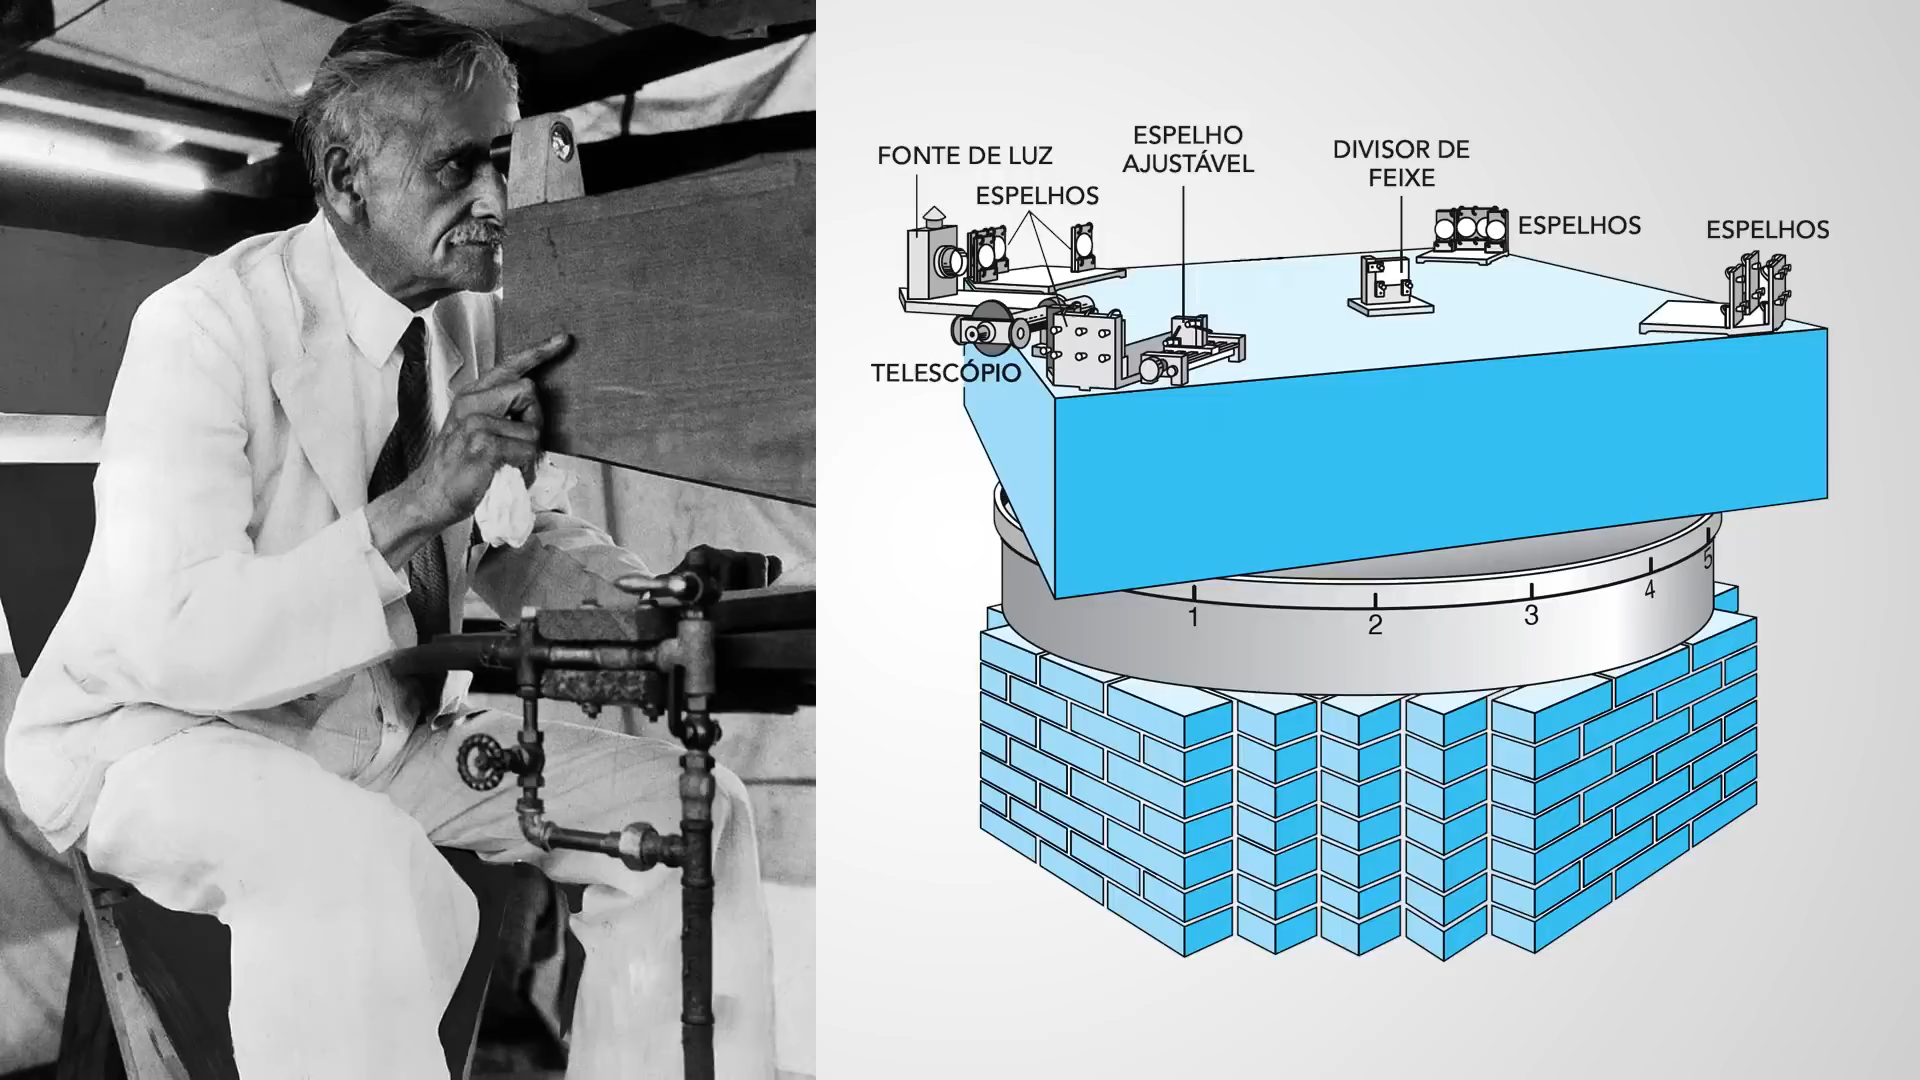 FONTE DE LUZ
ESPELHOS
ESPELHO
AJUSTÁVEL
DIVISOR DE
FEIXE
ESPELHOS
ESPELHOS
TELESCÓPIO
1
2
3
4
5